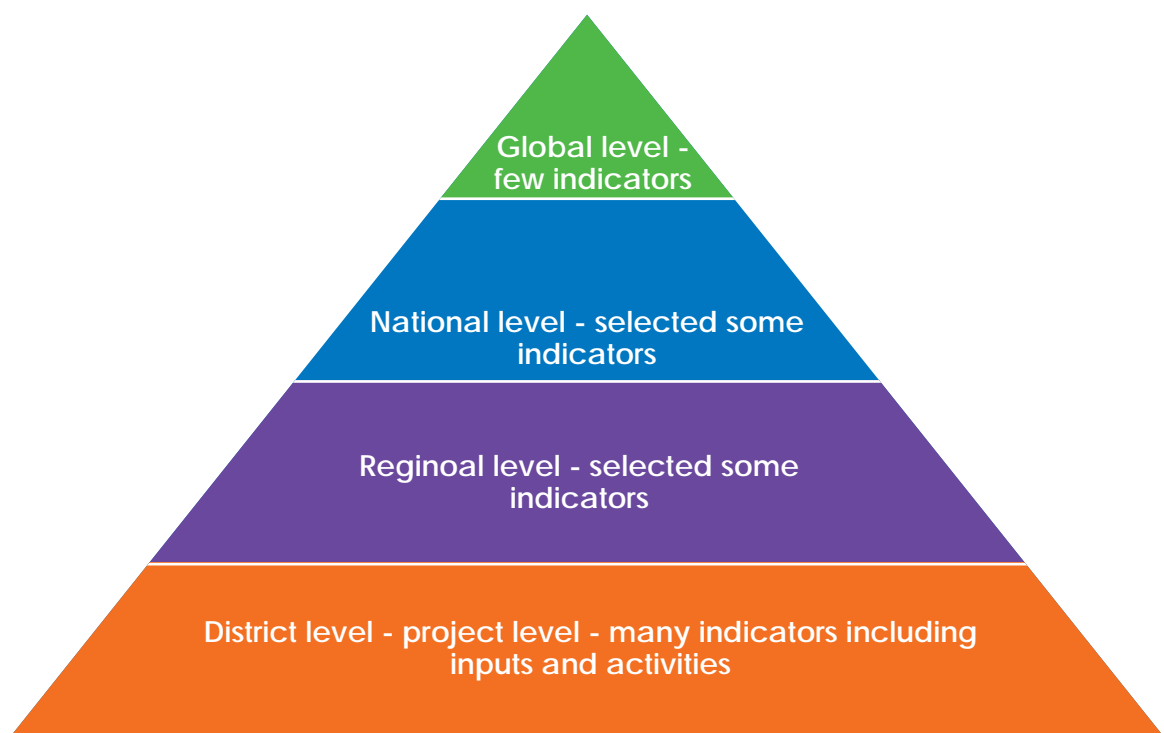 Global level -
few indicators
National level - selected some
indicators
Reginoal level - selected some
indicators
District level - project level - many indicators including
inputs and activities